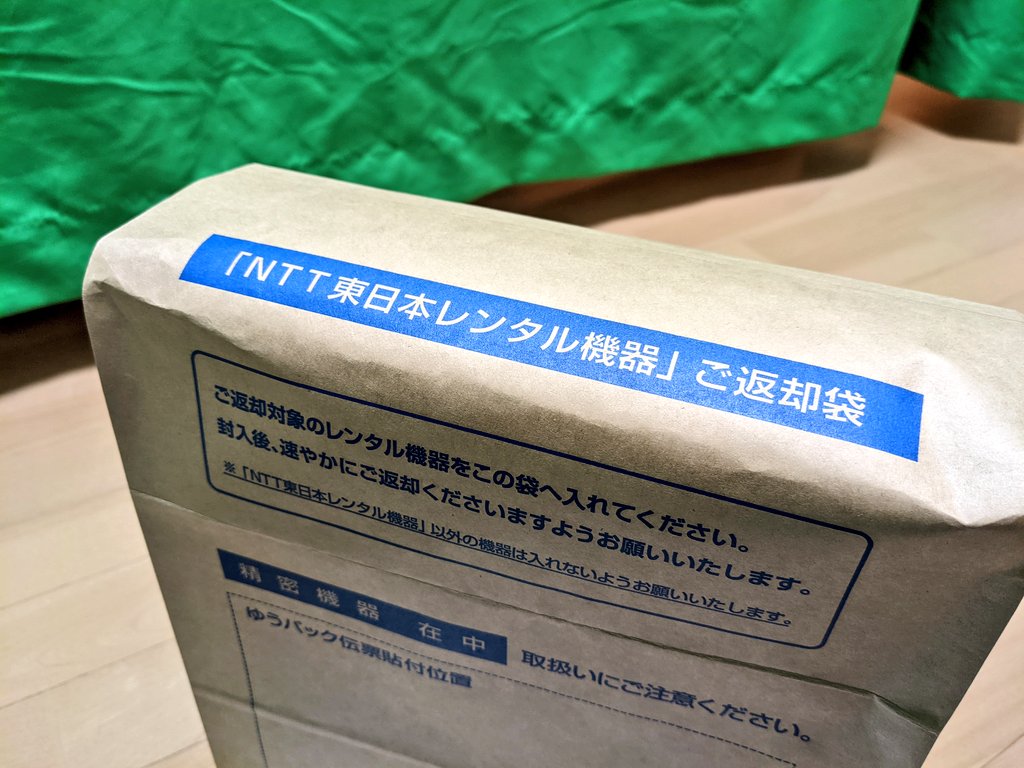 「NTT東日本レンタル機器」ご返却袋
ご返却対象のレンタル機器をこの袋へ入れてください。
封入後、速やかにご返却くださいますようお願いいたします。
※「NTT東日本レンタル機器」以外の機器は入れないようお願いいたします。
精密機器 在中 取扱いにご注意ください。
ゆうパック伝票貼付位置